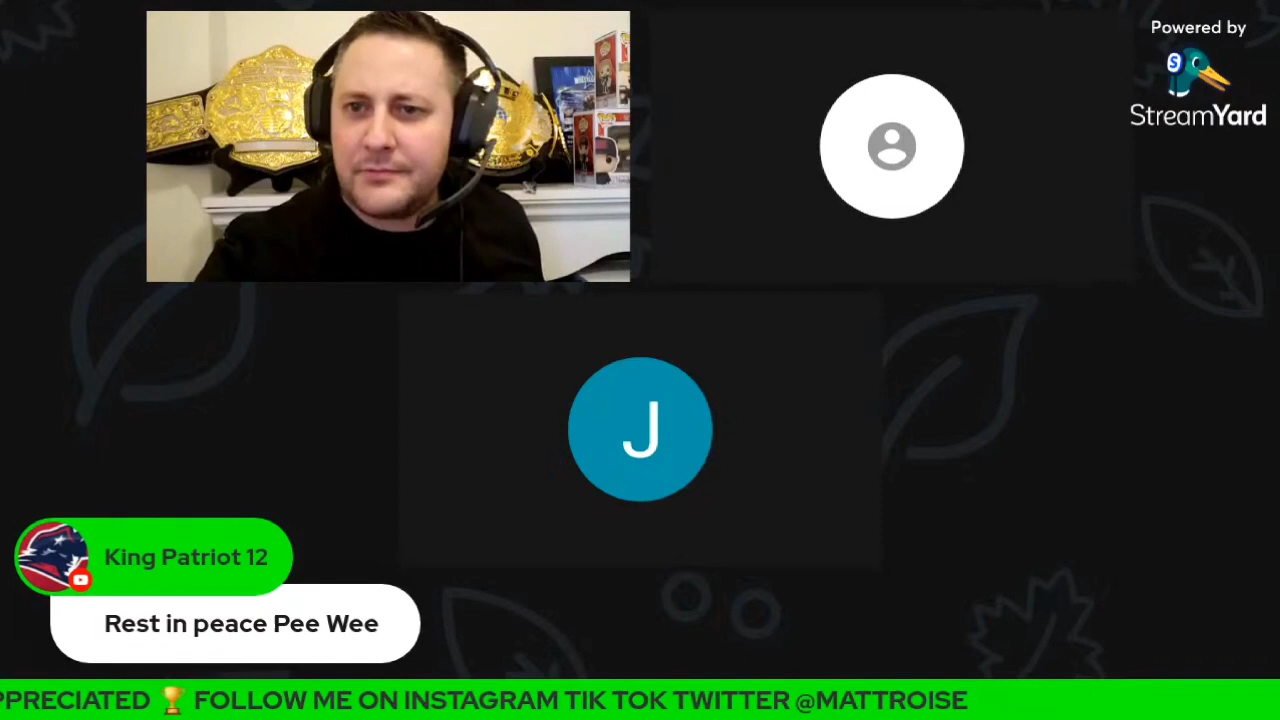 Powered by
S
StreamYard
J
King Patriot 12
Rest in peace Pee Wee
PPRECIATED 🏆 FOLLOW ME ON INSTAGRAM TIK TOK TWITTER @MATTROISE